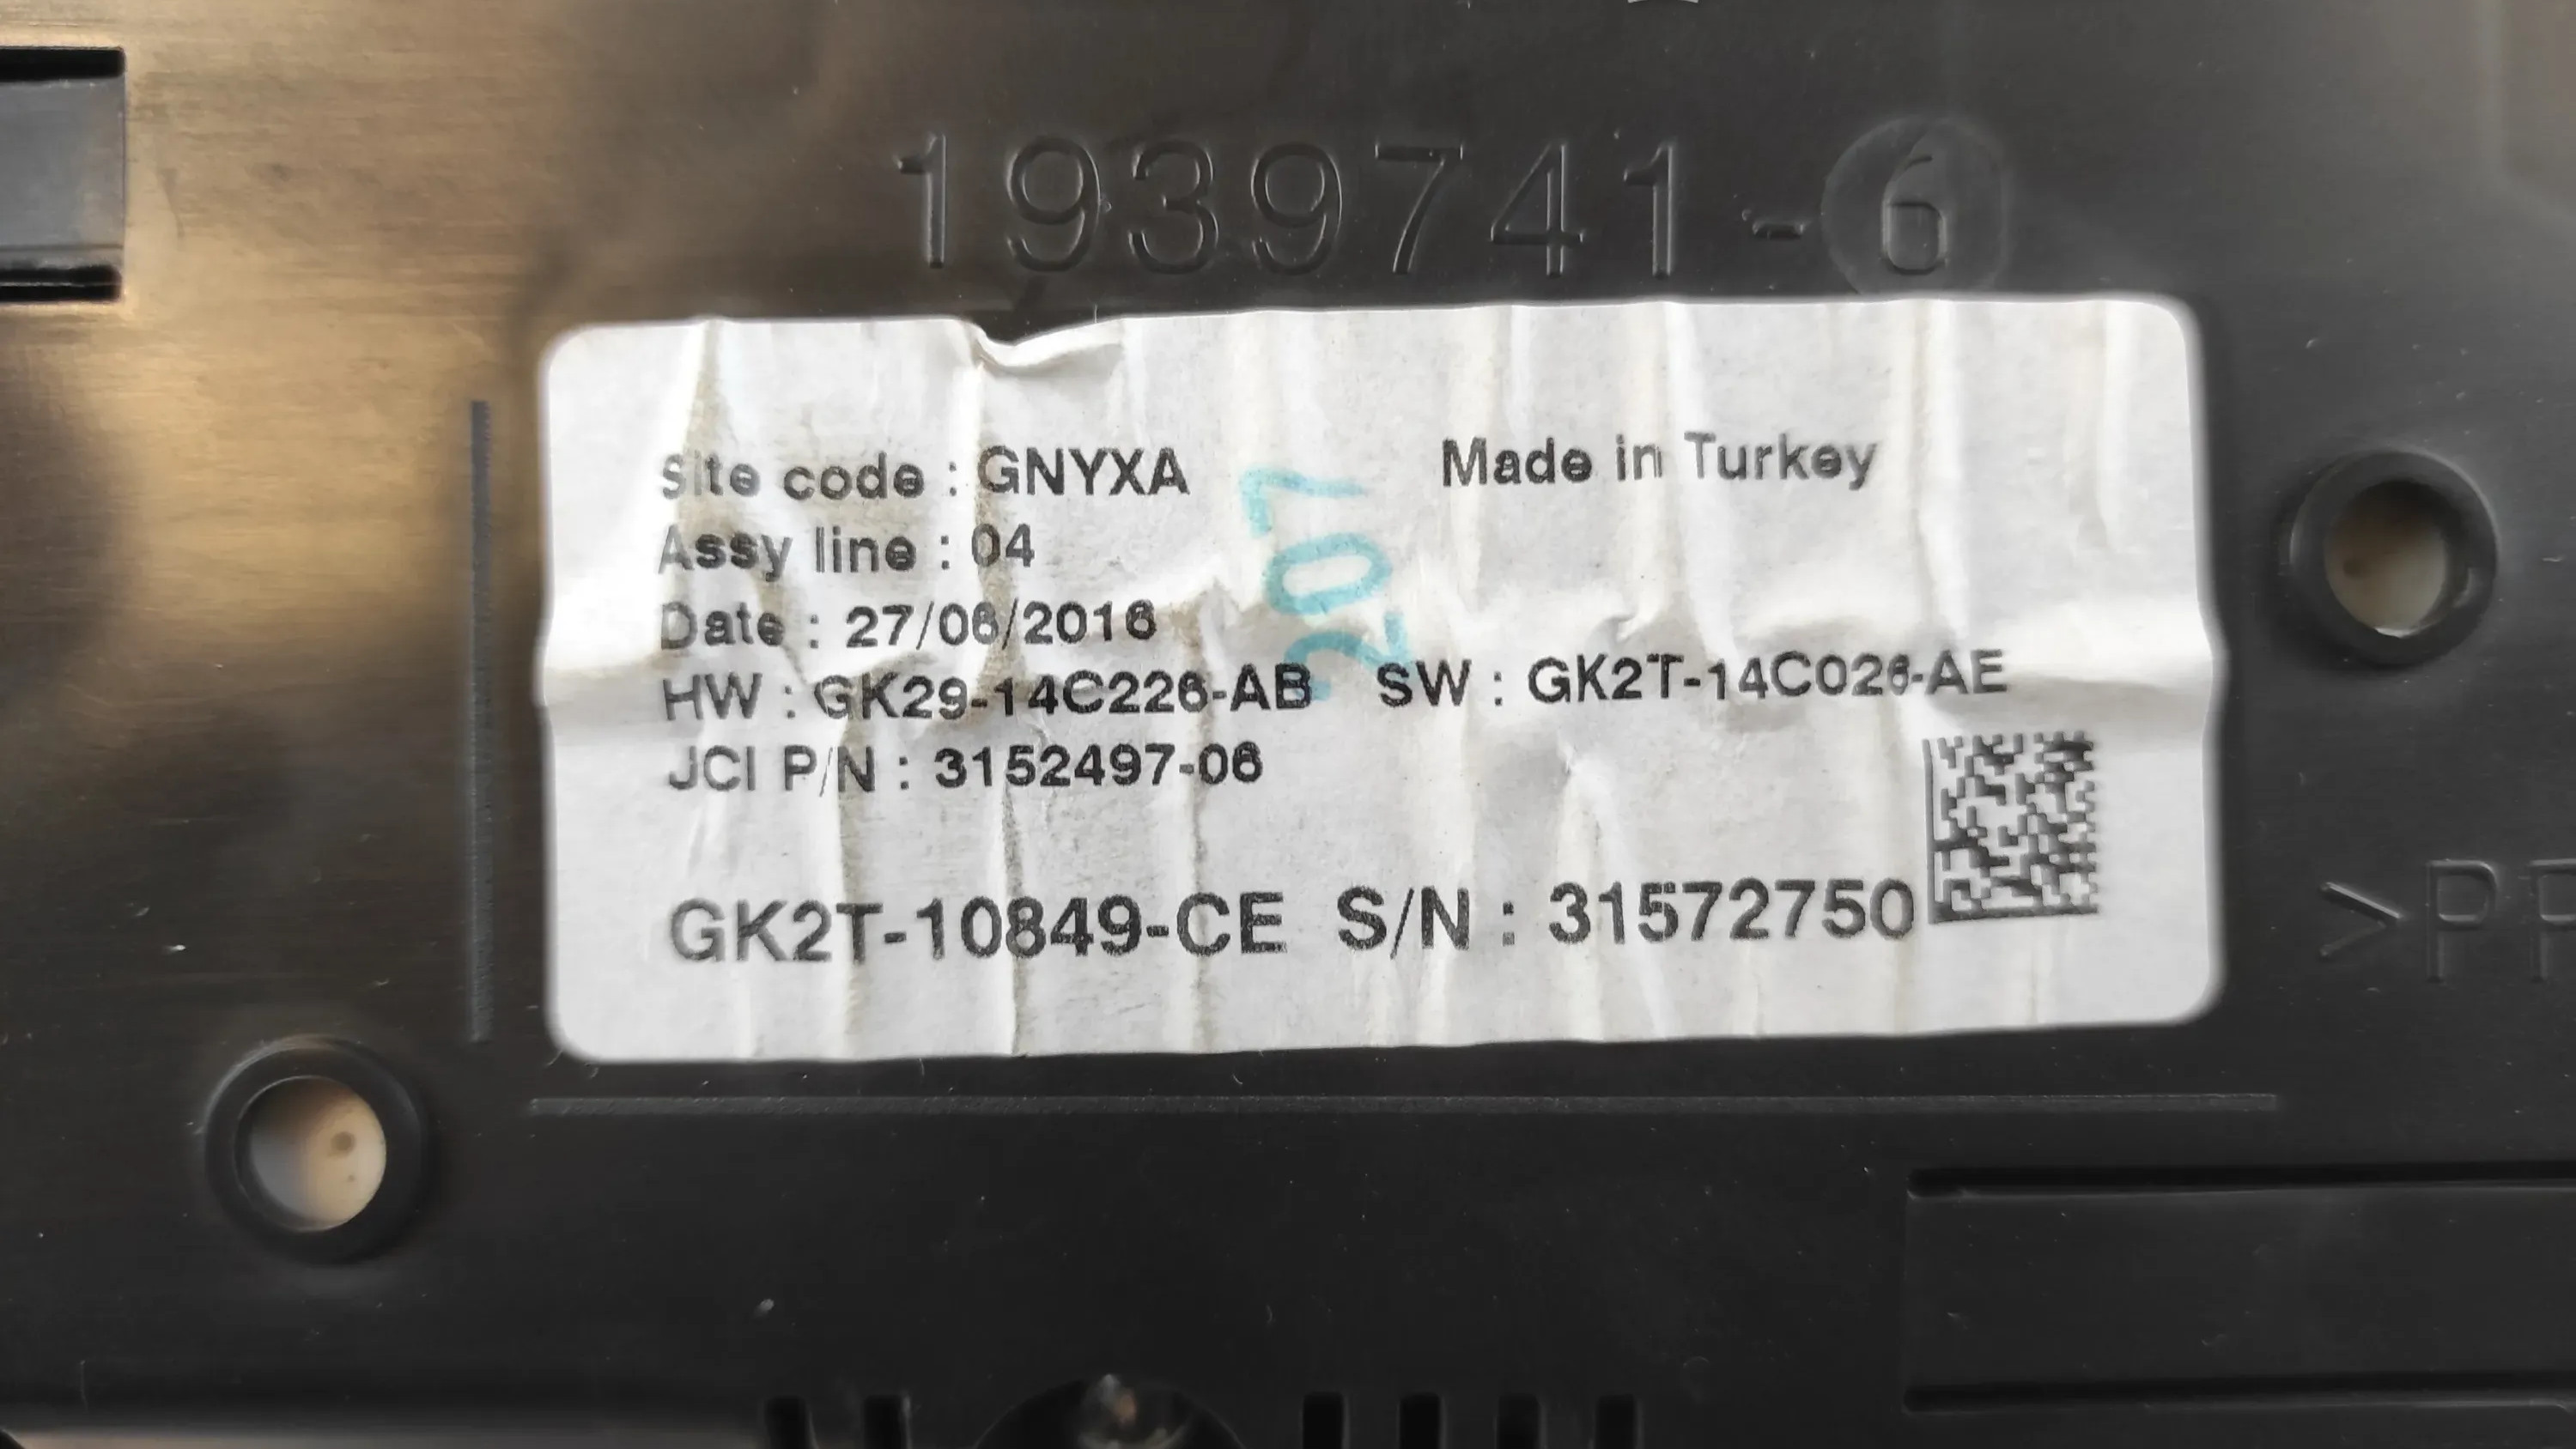 1939741-6
Site code : GNYXA
Made in Turkey
Assy line : 04
207
Date : 27/06/2016
HW : GK29-14C226-AB SW : GK2T-14C026-AE
JCI P/N : 3152497-06
GK2T-10849-CE S/N : 31572750
>PP